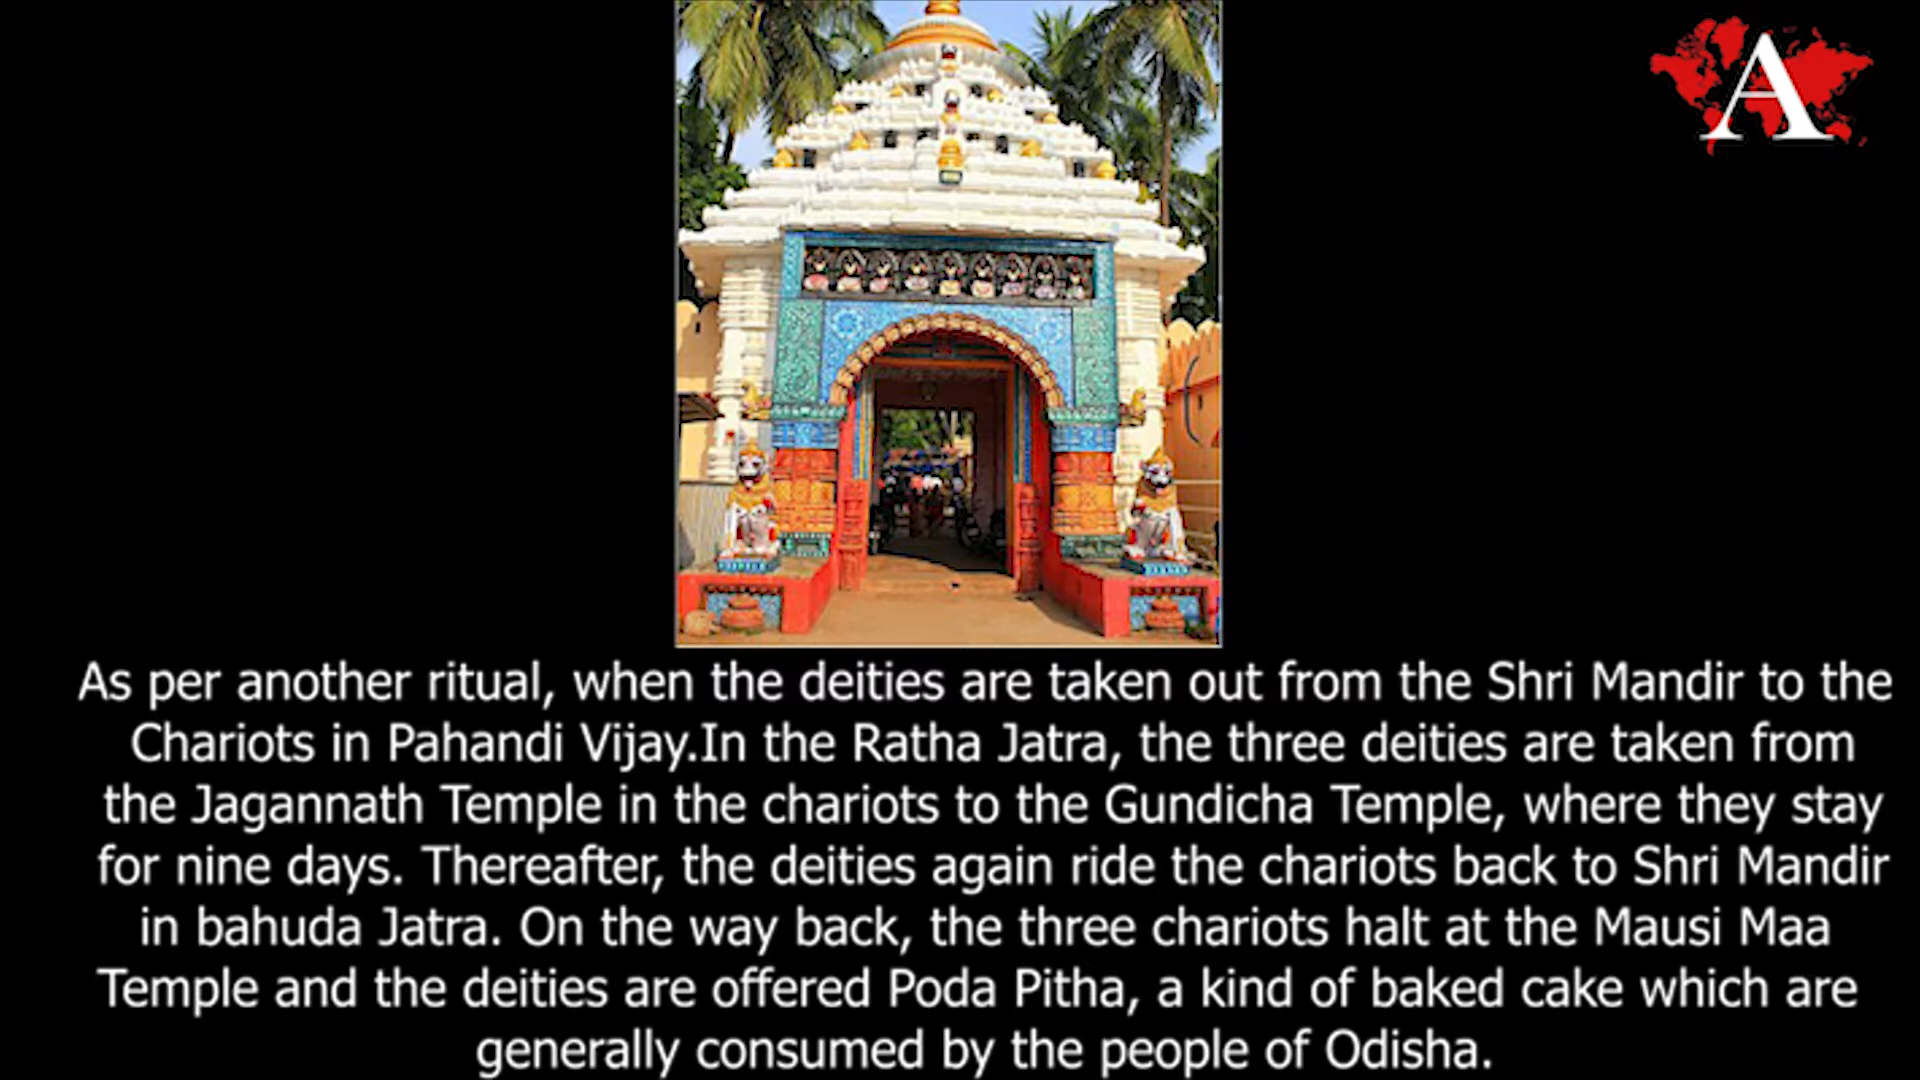 A
As per another ritual, when the deities are taken out from the Shri Mandir to the
Chariots in Pahandi Vijay.In the Ratha Jatra, the three deities are taken from
the Jagannath Temple in the chariots to the Gundicha Temple, where they stay
for nine days. Thereafter, the deities again ride the chariots back to Shri Mandir
in bahuda Jatra. On the way back, the three chariots halt at the Mausi Maa
Temple and the deities are offered Poda Pitha, a kind of baked cake which are
generally consumed by the people of Odisha.